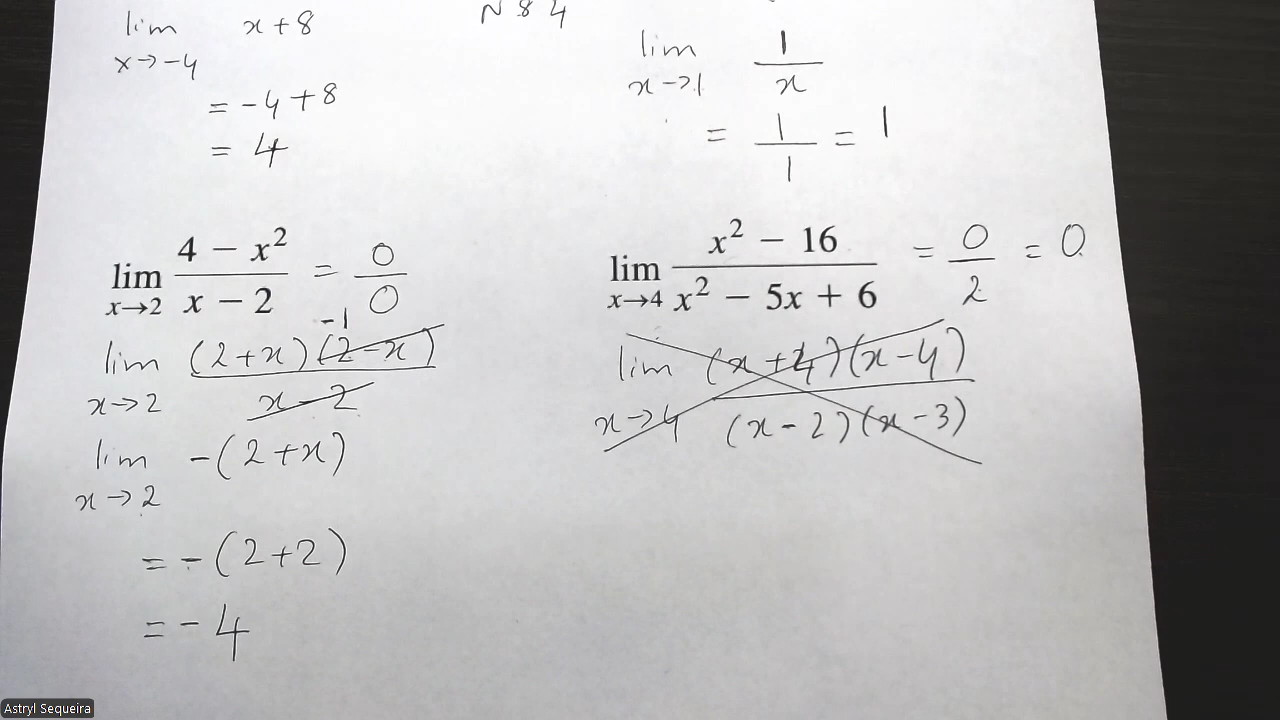 lim x + 8
x → -4
= -4 + 8
= 4
N 8 4
lim 1/x
x → 1
= 1/1 = 1
lim 4 − x² / x − 2 = 0/0
x→2
-1
lim (2+x)(2-x) / x-2
x → 2
lim -(2+x)
x → 2
= -(2+2)
= -4
lim x² − 16 / x² − 5x + 6 = 0/2 = 0
x→4
lim (x+4)(x-4) / (x-2)(x-3)
x → 4
Astryl Sequeira